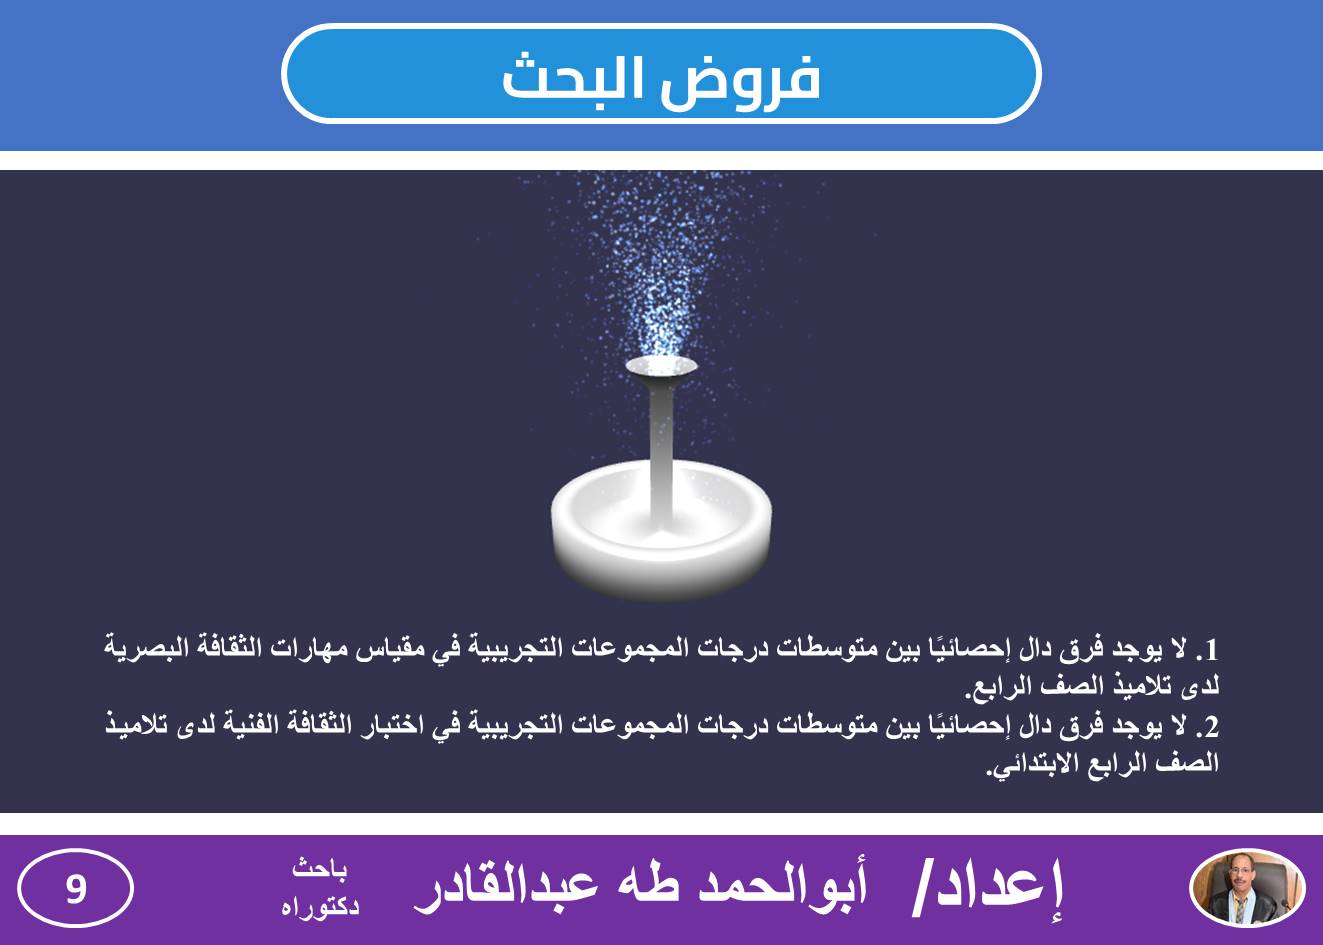 فروض البحث
1. لا يوجد فرق دال إحصائيًا بين متوسطات درجات المجموعات التجريبية في مقياس مهارات الثقافة البصرية
لدى تلاميذ الصف الرابع.
2. لا يوجد فرق دال إحصائيًا بين متوسطات درجات المجموعات التجريبية في اختبار الثقافة الفنية لدى تلاميذ
الصف الرابع الابتدائي.
إعداد/ أبوالحمد طه عبدالقادر
باحث
دكتوراه
9